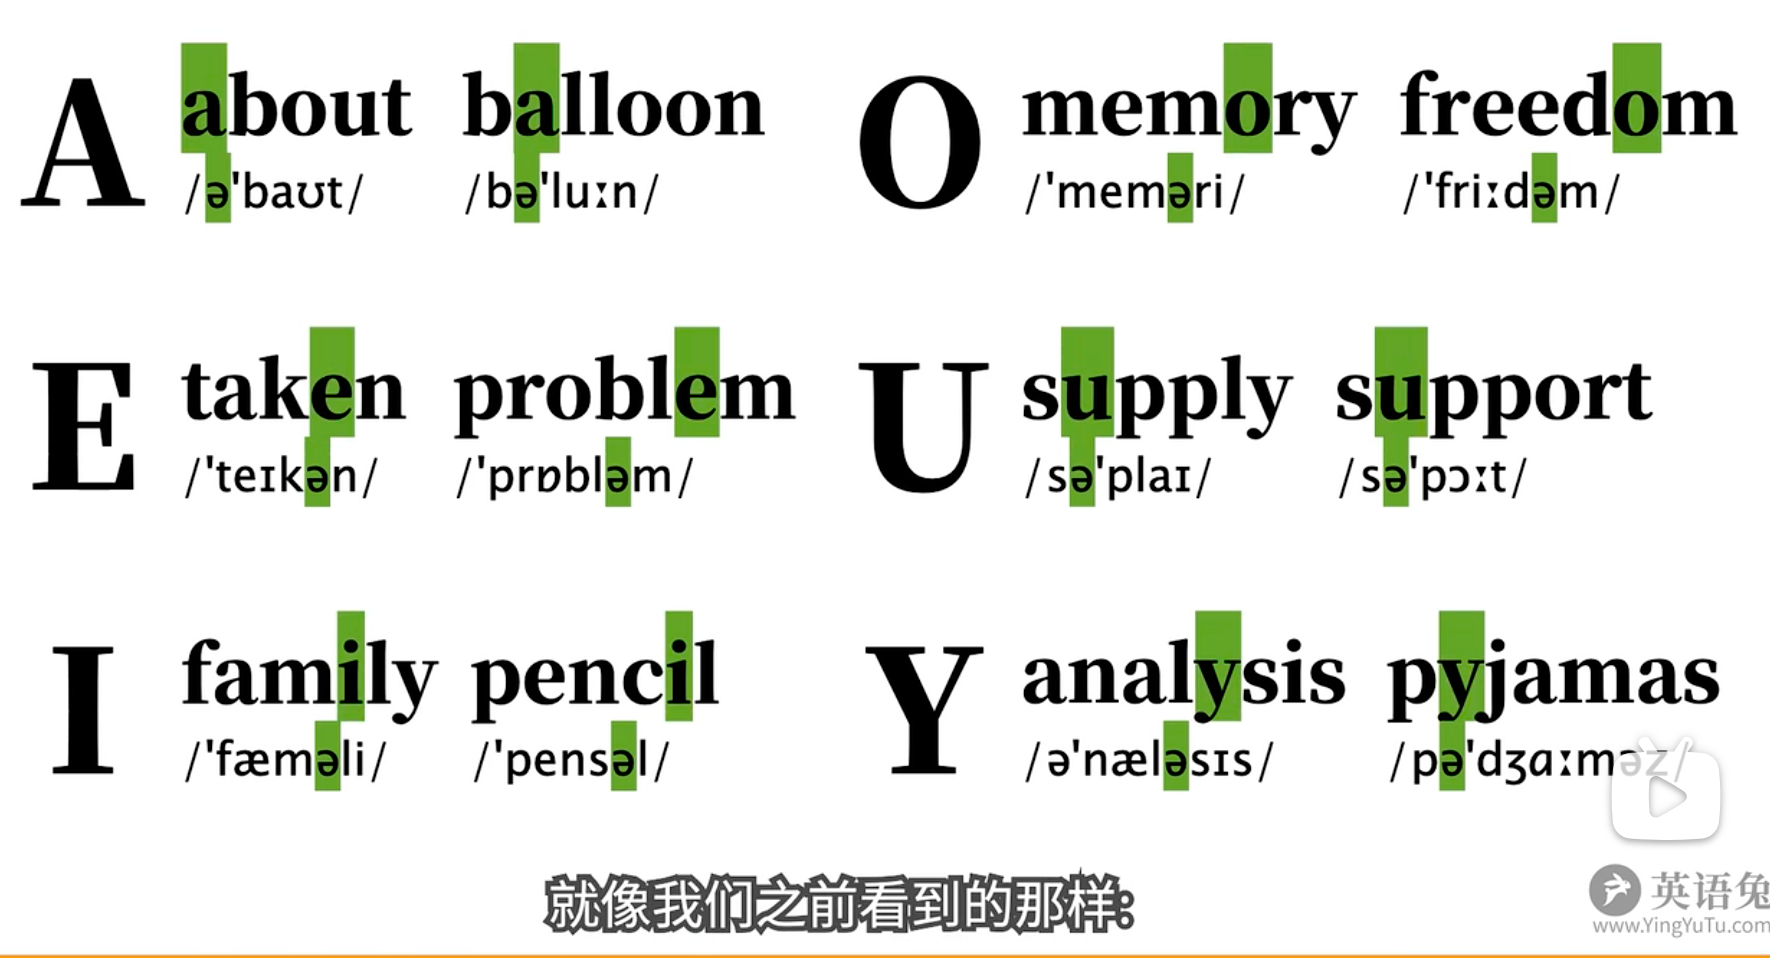 A about balloon
/ə'baʊt/ /bə'luːn/
O memory freedom
/'meməri/ /'friːdəm/
E taken problem
/'teɪkən/ /'prɒbləm/
U supply support
/sə'plaɪ/ /sə'pɔːt/
I family pencil
/'fæməli/ /'pensəl/
Y analysis pyjamas
/ə'næləsɪs/ /pə'dʒɑːməz/
就像我们之前看到的那样:
英语兔
www.YingYuTu.com